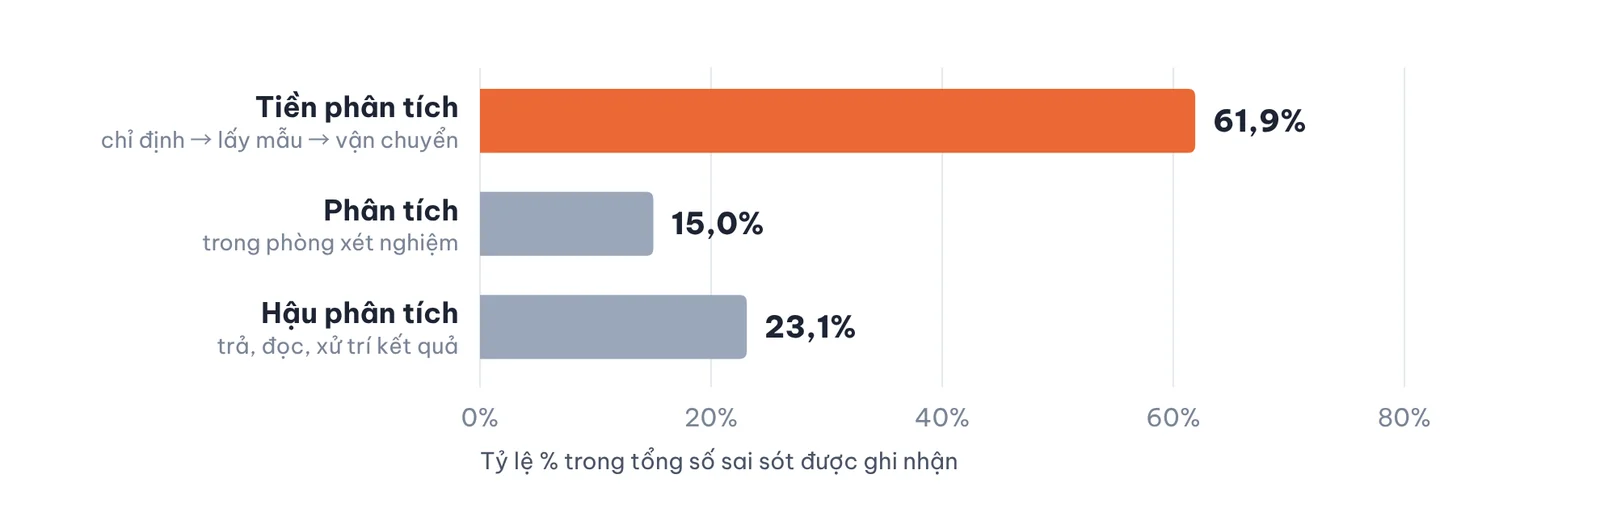 Tiền phân tích
chỉ định → lấy mẫu → vận chuyển
61,9%
Phân tích
trong phòng xét nghiệm
15,0%
Hậu phân tích
trả, đọc, xử trí kết quả
23,1%
0% 20% 40% 60% 80%
Tỷ lệ % trong tổng số sai sót được ghi nhận